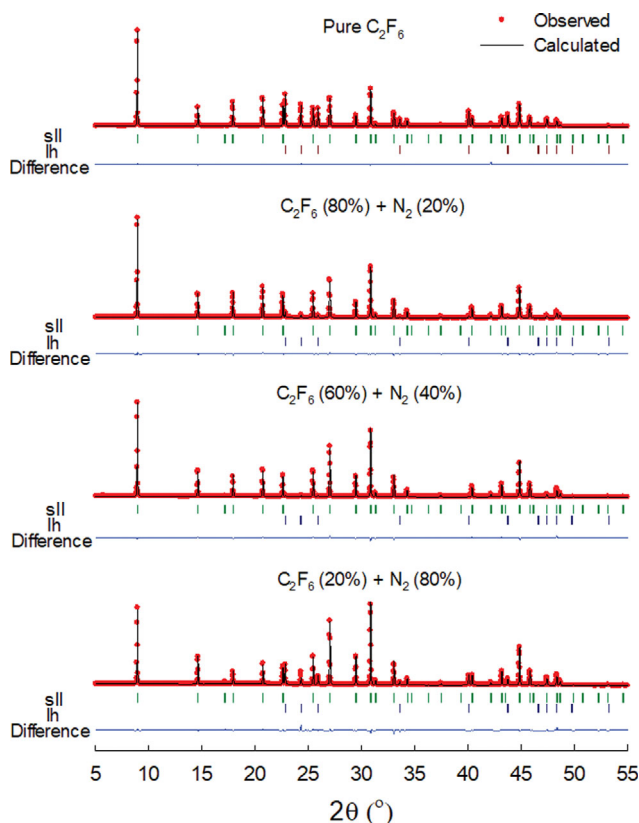 Pure C₂F₆
Observed
Calculated
sII
Ih
Difference
C₂F₆ (80%) + N₂ (20%)
sII
Ih
Difference
C₂F₆ (60%) + N₂ (40%)
sII
Ih
Difference
C₂F₆ (20%) + N₂ (80%)
sII
Ih
Difference
5 10 15 20 25 30 35 40 45 50 55
2θ (°)